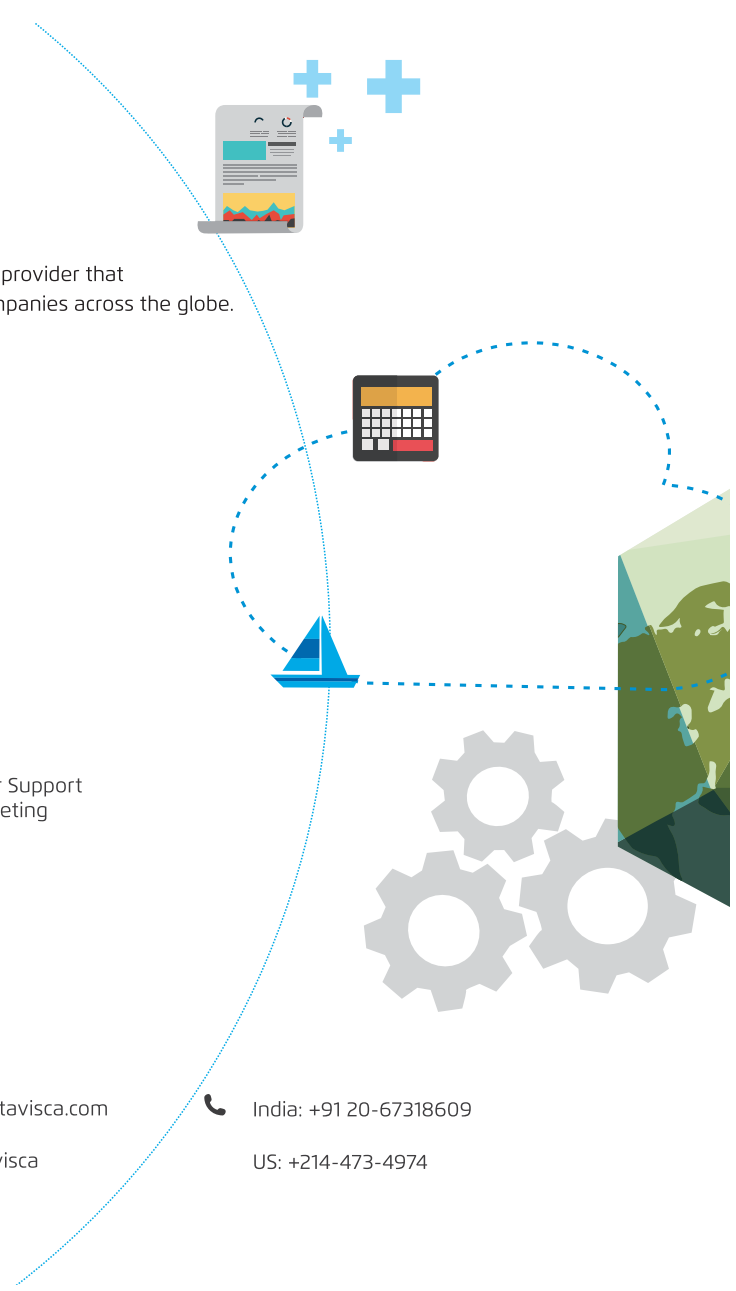 provider that
mpanies across the globe.
Support
eting
tavisca.com
India: +91 20-67318609
visca
US: +214-473-4974